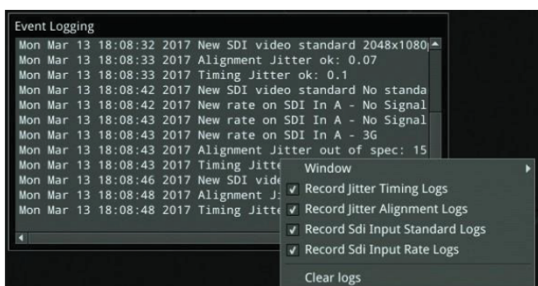 Event Logging
Mon Mar 13 18:08:32 2017 New SDI video standard 2048x1080
Mon Mar 13 18:08:33 2017 Alignment Jitter ok: 0.07
Mon Mar 13 18:08:33 2017 Timing Jitter ok: 0.1
Mon Mar 13 18:08:42 2017 New SDI video standard No standa
Mon Mar 13 18:08:42 2017 New rate on SDI In A - No Signal
Mon Mar 13 18:08:43 2017 New rate on SDI In A - No Signal
Mon Mar 13 18:08:43 2017 New rate on SDI In A - 3G
Mon Mar 13 18:08:43 2017 Alignment Jitter out of spec: 15
Mon Mar 13 18:08:43 2017 Timing Jitte
Mon Mar 13 18:08:46 2017 New SDI vide
Mon Mar 13 18:08:48 2017 Alignment Ji
Mon Mar 13 18:08:48 2017 Timing Jitte
Window
Record Jitter Timing Logs
Record Jitter Alignment Logs
Record Sdi Input Standard Logs
Record Sdi Input Rate Logs
Clear logs